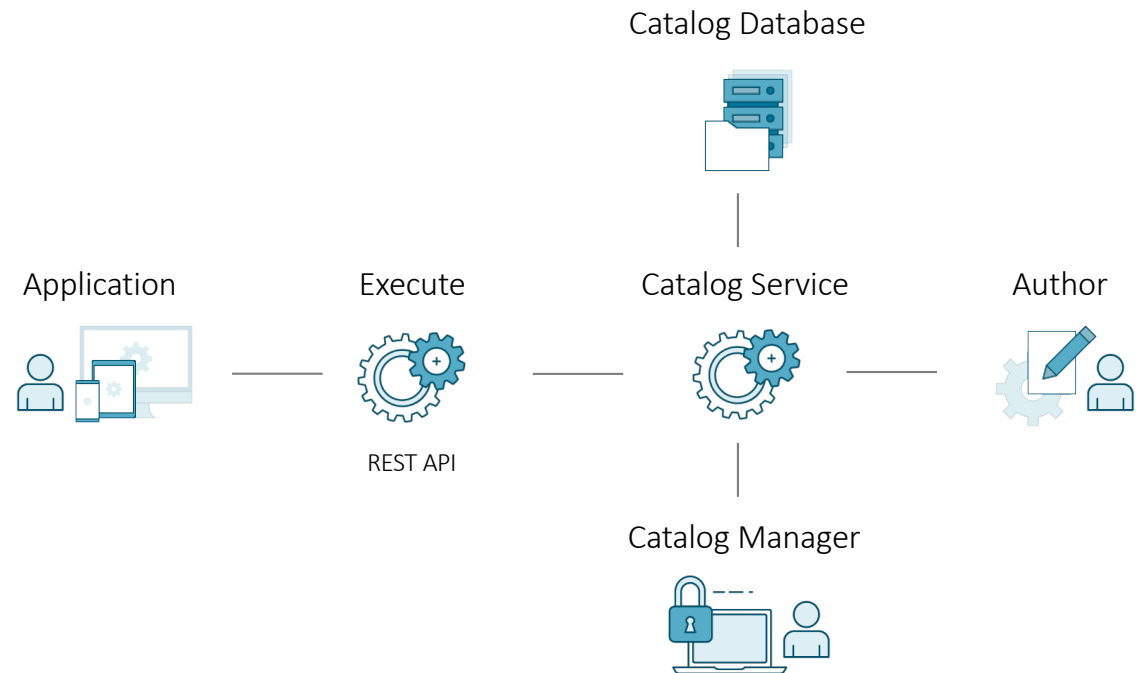 Catalog Database
Application
Execute
Catalog Service
Author
REST API
Catalog Manager